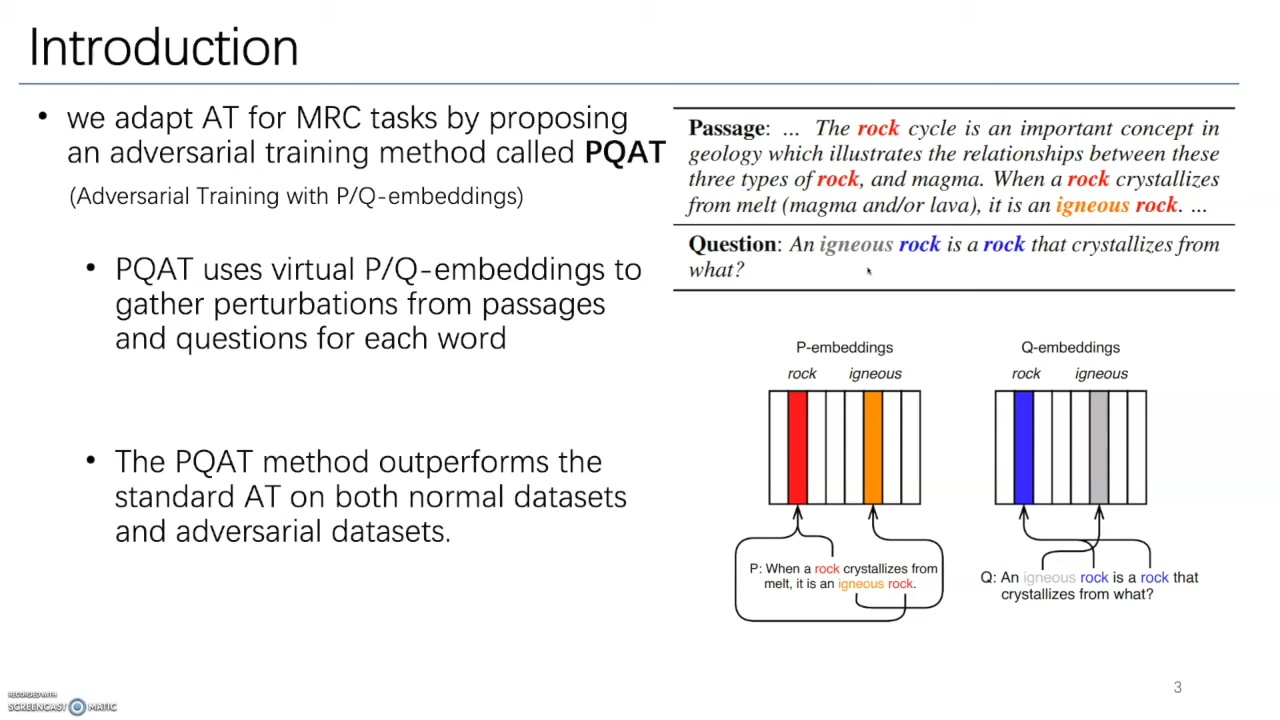 Introduction
• we adapt AT for MRC tasks by proposing
an adversarial training method called PQAT
(Adversarial Training with P/Q-embeddings)
• PQAT uses virtual P/Q-embeddings to
gather perturbations from passages
and questions for each word
• The PQAT method outperforms the
standard AT on both normal datasets
and adversarial datasets.
Passage: ... The rock cycle is an important concept in
geology which illustrates the relationships between these
three types of rock, and magma. When a rock crystallizes
from melt (magma and/or lava), it is an igneous rock. ...
Question: An igneous rock is a rock that crystallizes from
what?
P-embeddings
rock igneous
P: When a rock crystallizes from
melt, it is an igneous rock.
Q-embeddings
rock igneous
Q: An igneous rock is a rock that
crystallizes from what?
3
RECORDED WITH
SCREENCAST MATIC